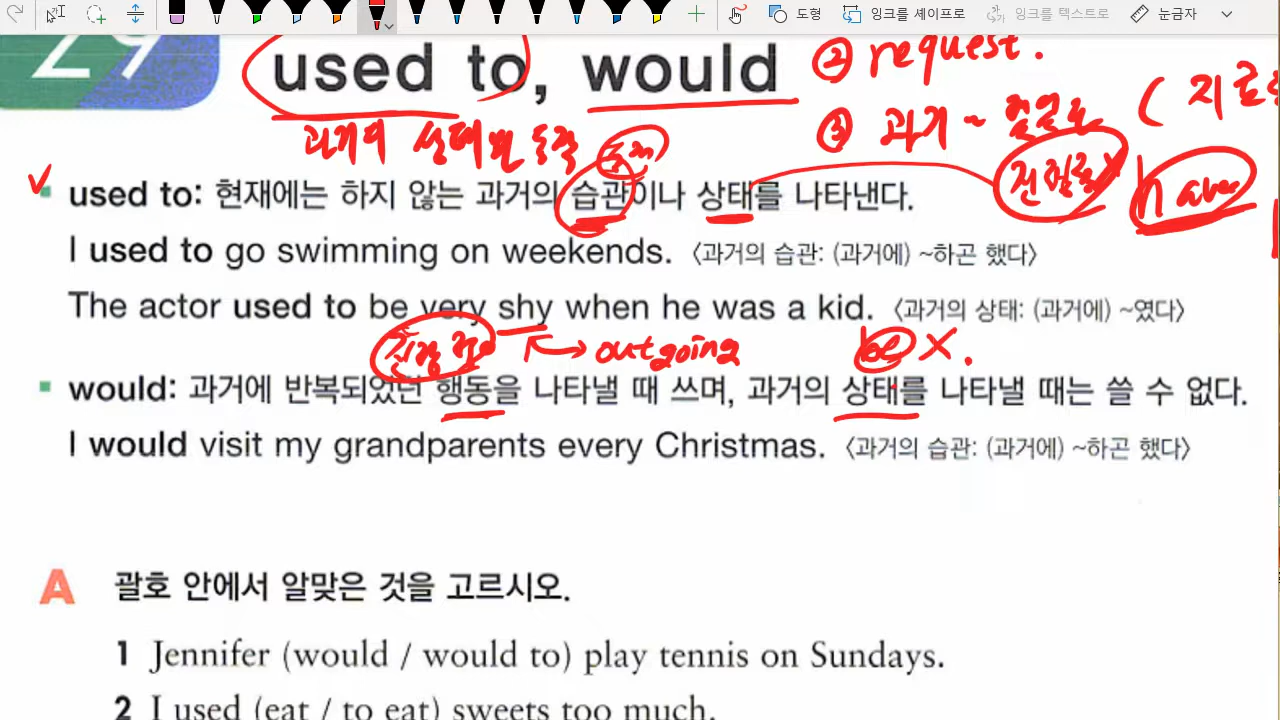 도형 잉크를 셰이프로 잉크를 텍스트로 눈금자
29 used to, would
② request.
③ 과거~
과거의 상태 동작
used to: 현재에는 하지 않는 과거의 습관이나 상태를 나타낸다.
have
I used to go swimming on weekends. 〈과거의 습관: (과거에) ~하곤 했다〉
The actor used to be very shy when he was a kid. 〈과거의 상태: (과거에) ~였다〉
outgoing be X.
would: 과거에 반복되었던 행동을 나타낼 때 쓰며, 과거의 상태를 나타낼 때는 쓸 수 없다.
I would visit my grandparents every Christmas. 〈과거의 습관: (과거에) ~하곤 했다〉
A 괄호 안에서 알맞은 것을 고르시오.
1 Jennifer (would / would to) play tennis on Sundays.
2 I used (eat / to eat) sweets too much.